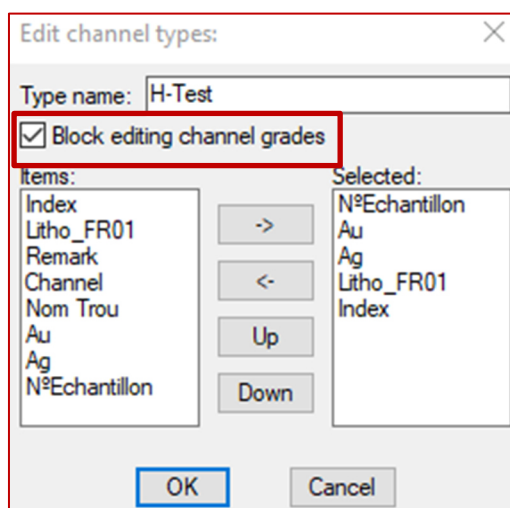 Edit channel types:
Type name: H-Test
Block editing channel grades
Items:
Index
Litho_FR01
Remark
Channel
Nom Trou
Au
Ag
NºEchantillon
->
<-
Up
Down
Selected:
NºEchantillon
Au
Ag
Litho_FR01
Index
OK
Cancel